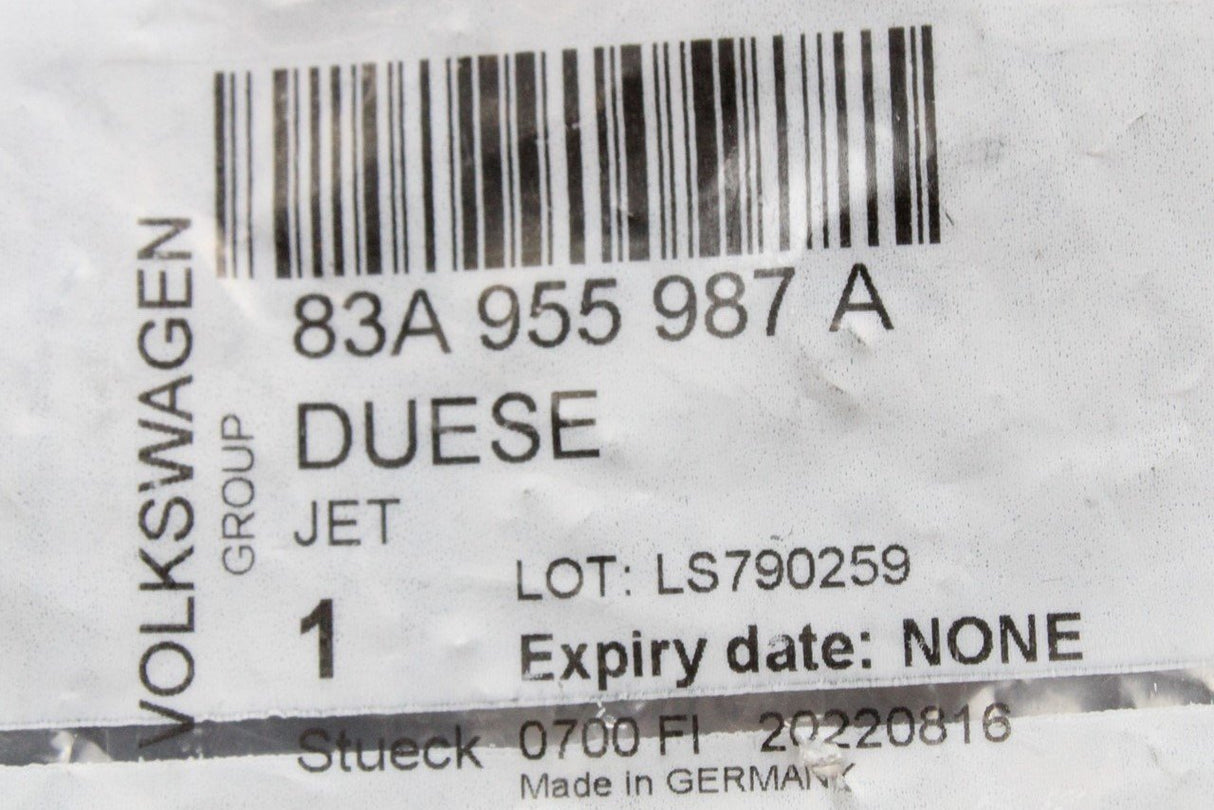 VOLKSWAGEN
GROUP
83A 955 987 A
DUESE
JET
LOT: LS790259
1
Expiry date: NONE
Stueck 0700 FI 20220816
Made in GERMANY